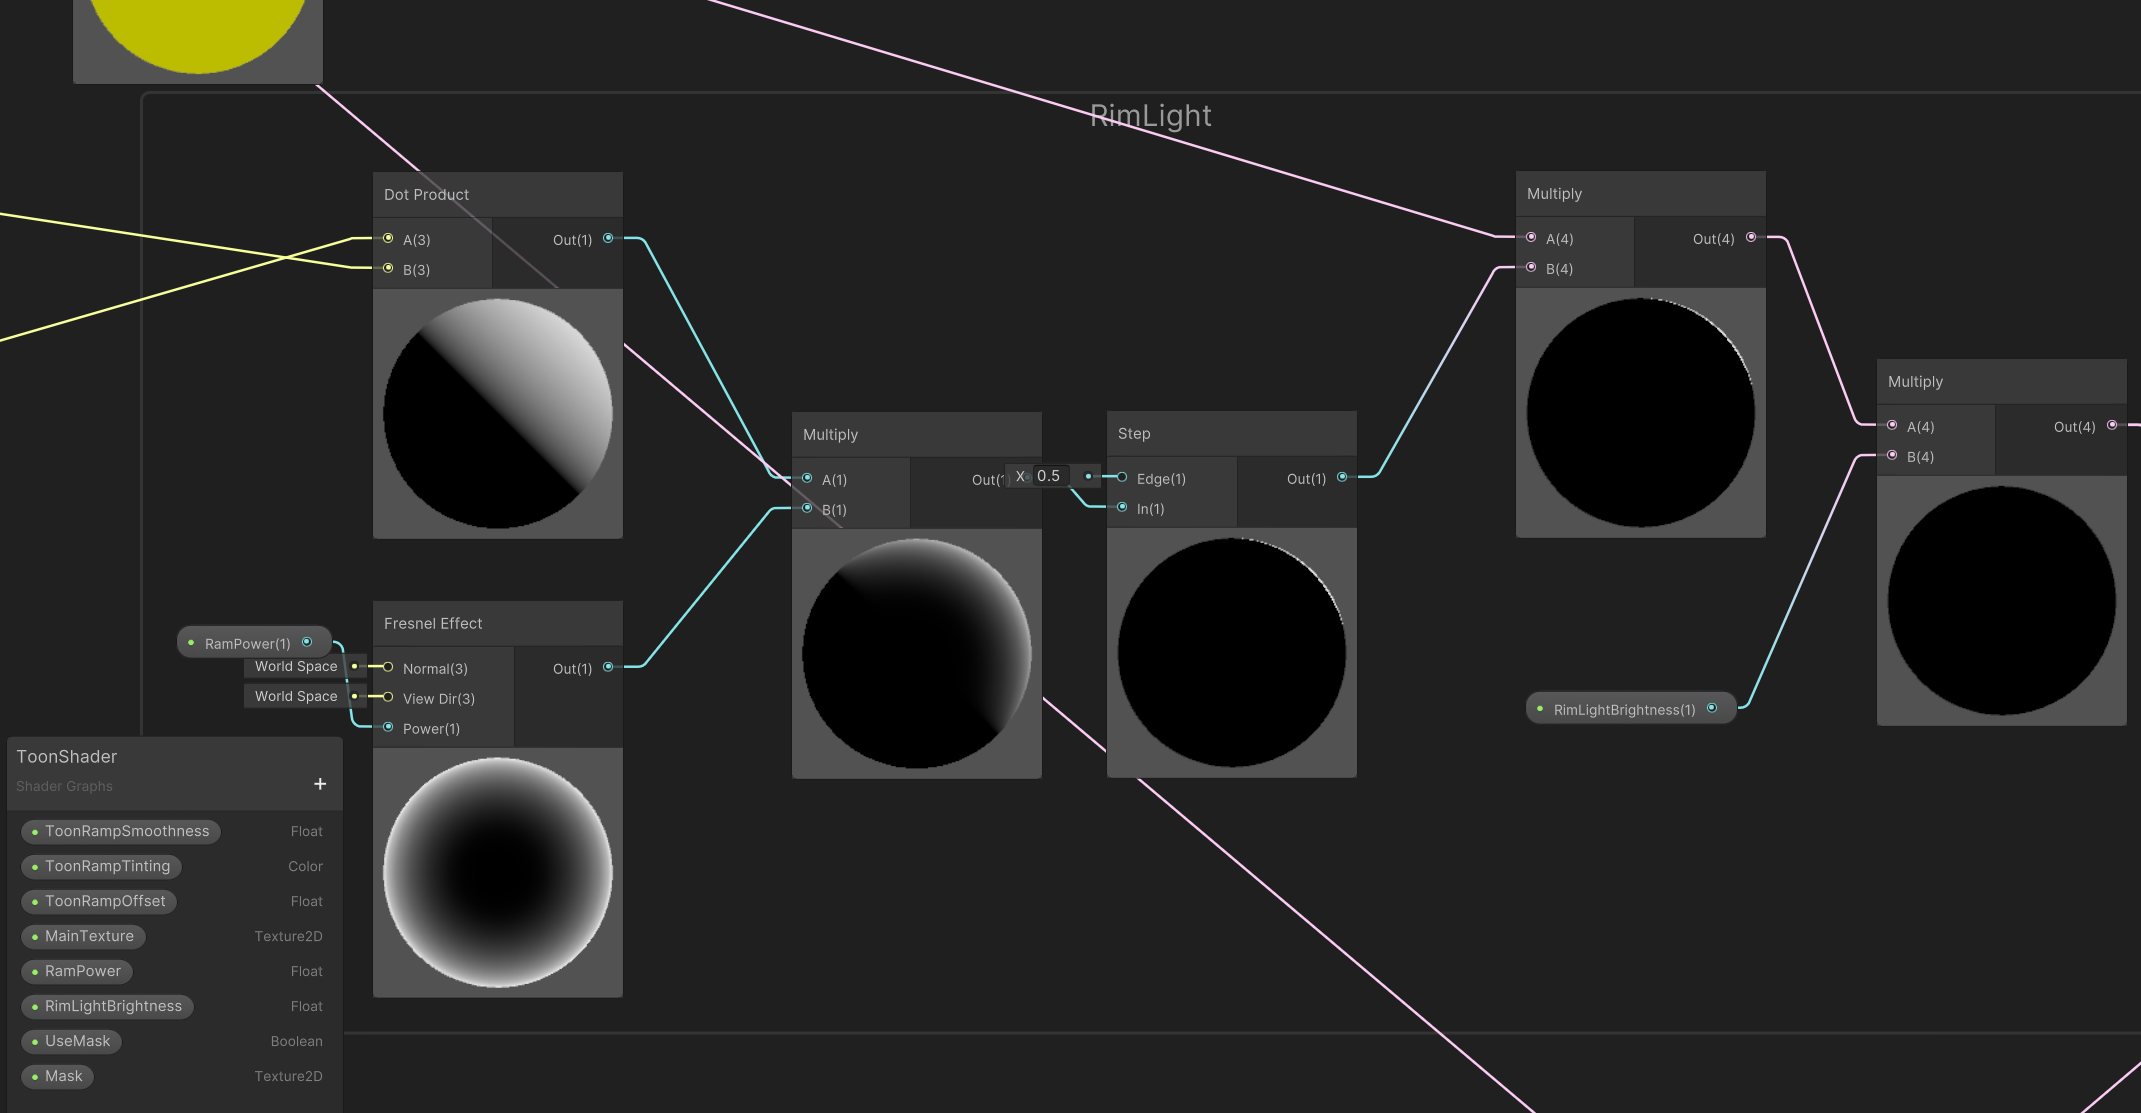 RimLight
Dot Product
A(3)
B(3)
Out(1)
Multiply
A(4)
B(4)
Out(4)
Multiply
A(4)
B(4)
Out(4)
Multiply
A(1)
B(1)
Out(1
X 0.5
Step
Edge(1)
In(1)
Out(1)
Fresnel Effect
RamPower(1)
World Space
World Space
Normal(3)
View Dir(3)
Power(1)
Out(1)
RimLightBrightness(1)
ToonShader
Shader Graphs
+
ToonRampSmoothness Float
ToonRampTinting Color
ToonRampOffset Float
MainTexture Texture2D
RamPower Float
RimLightBrightness Float
UseMask Boolean
Mask Texture2D